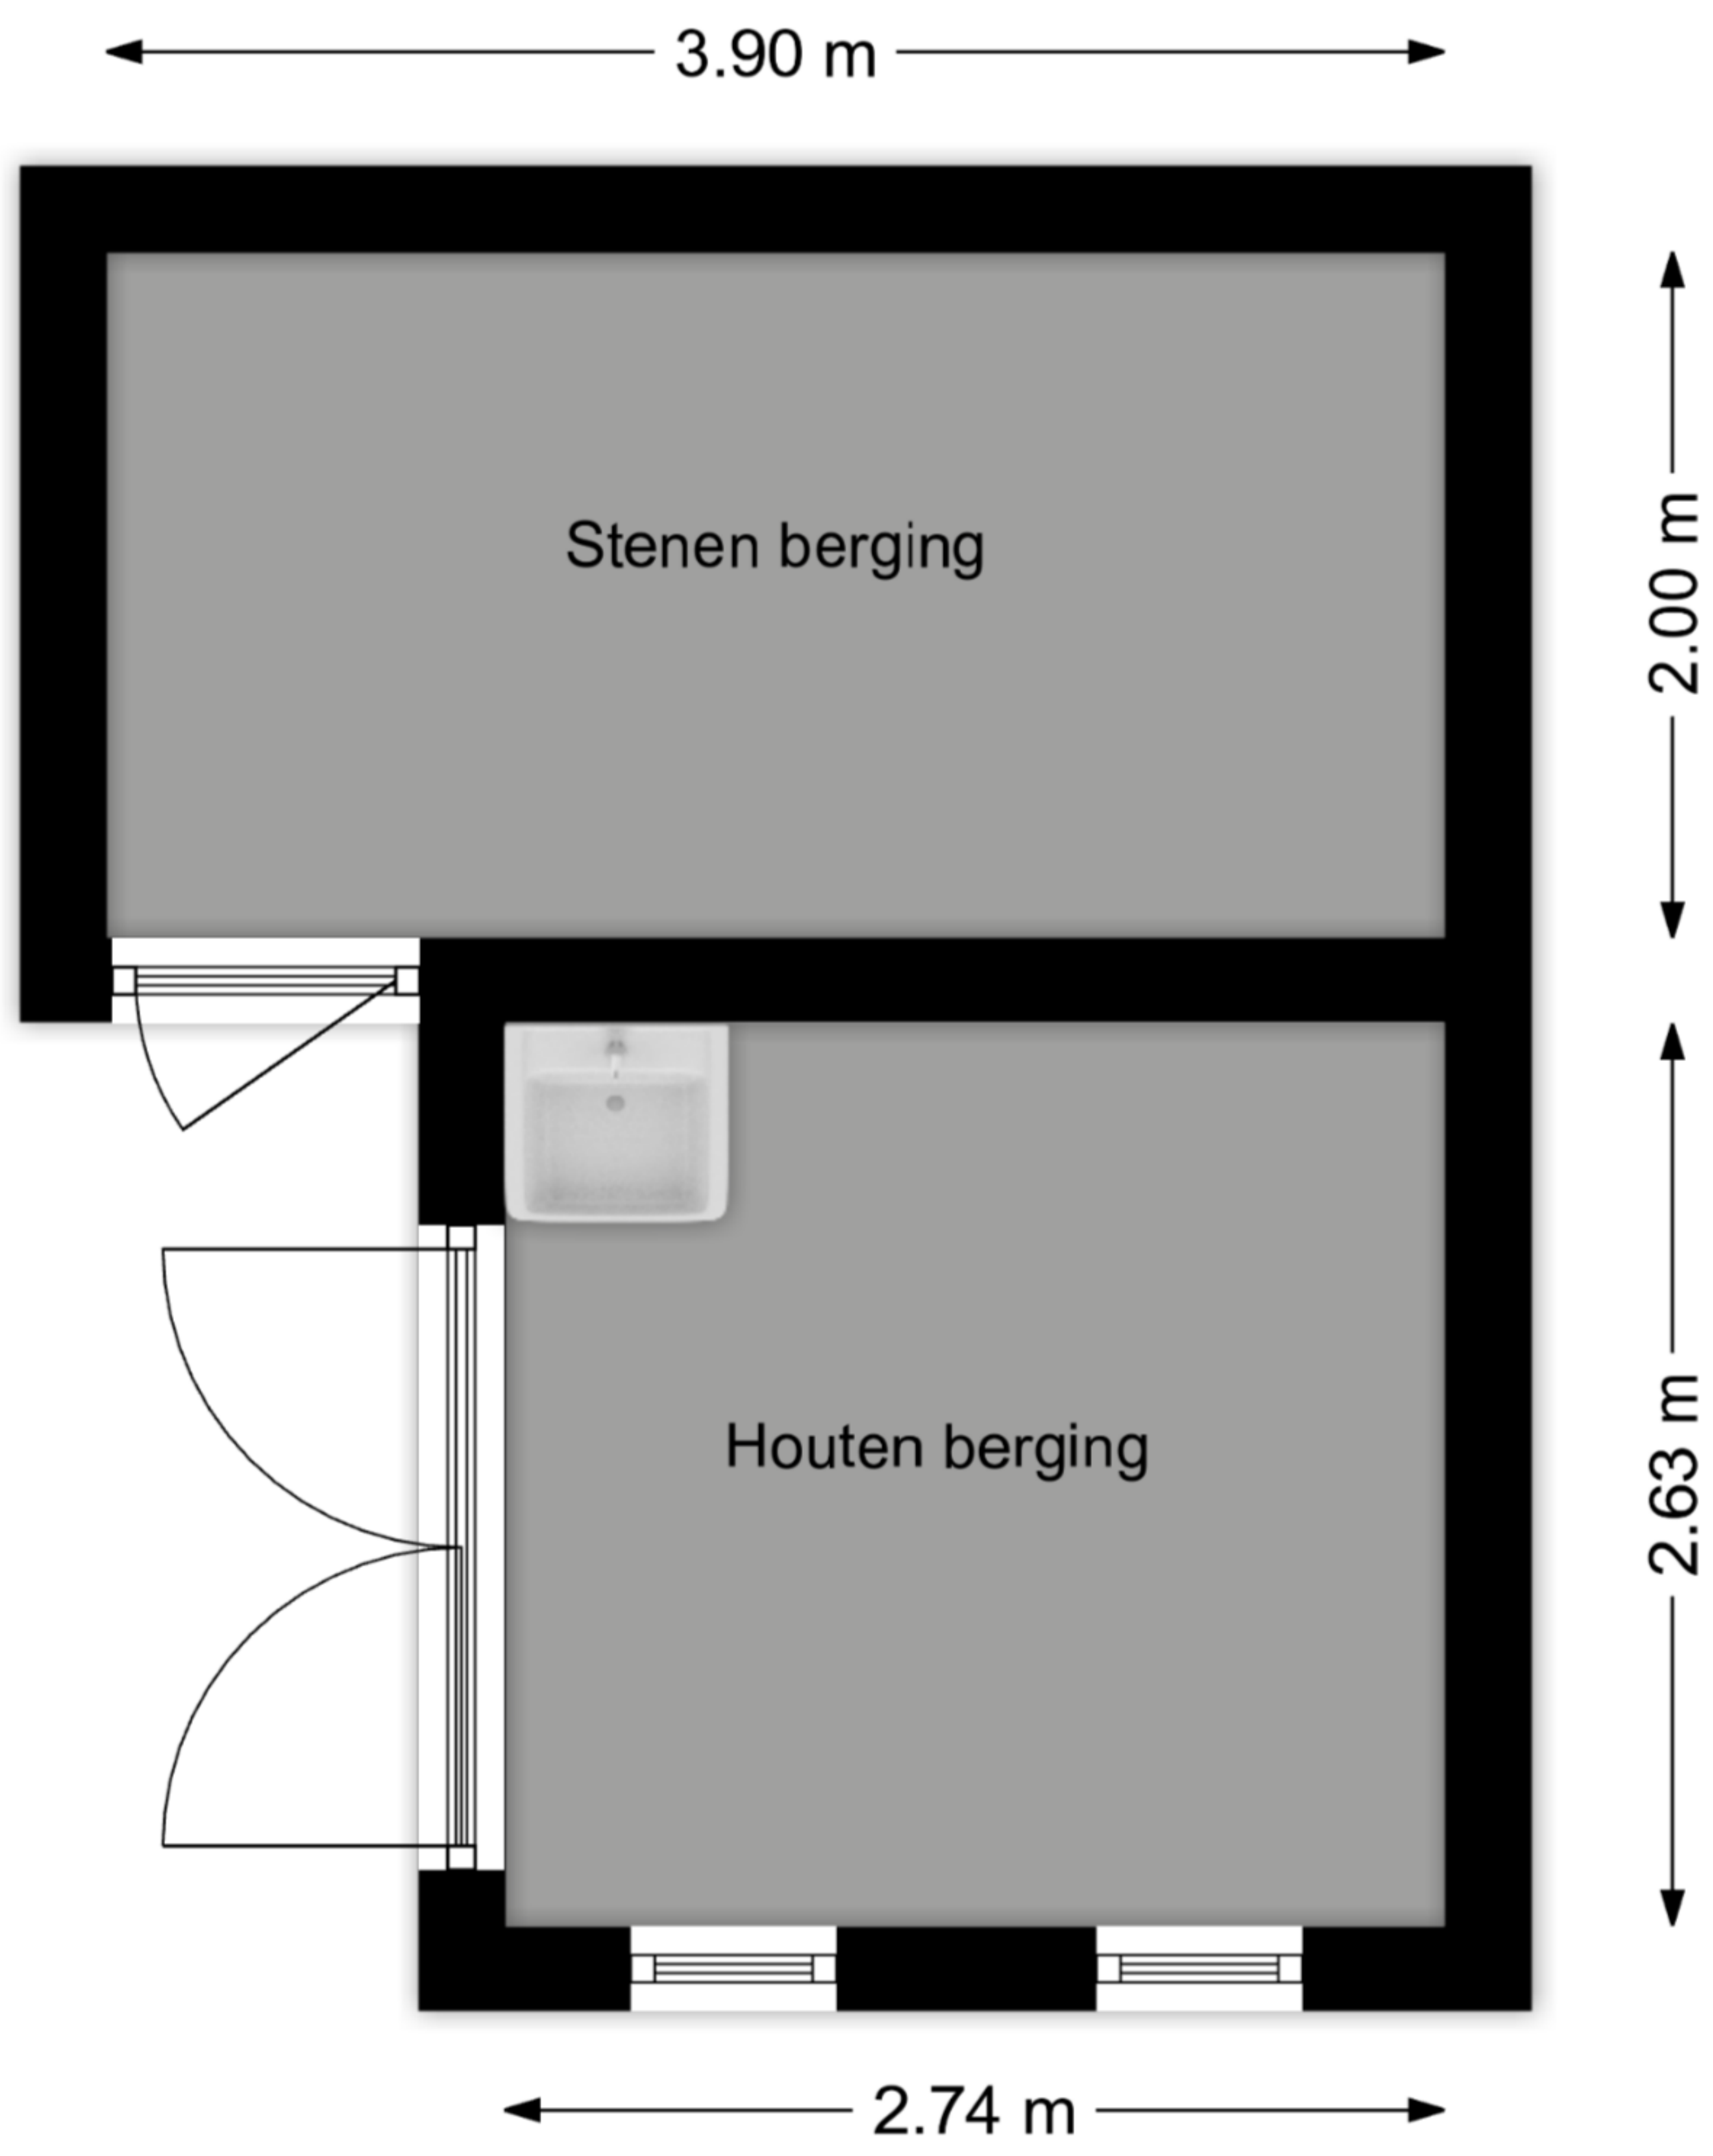 3.90 m
Stenen berging
2.00 m
Houten berging
2.63 m
2.74 m